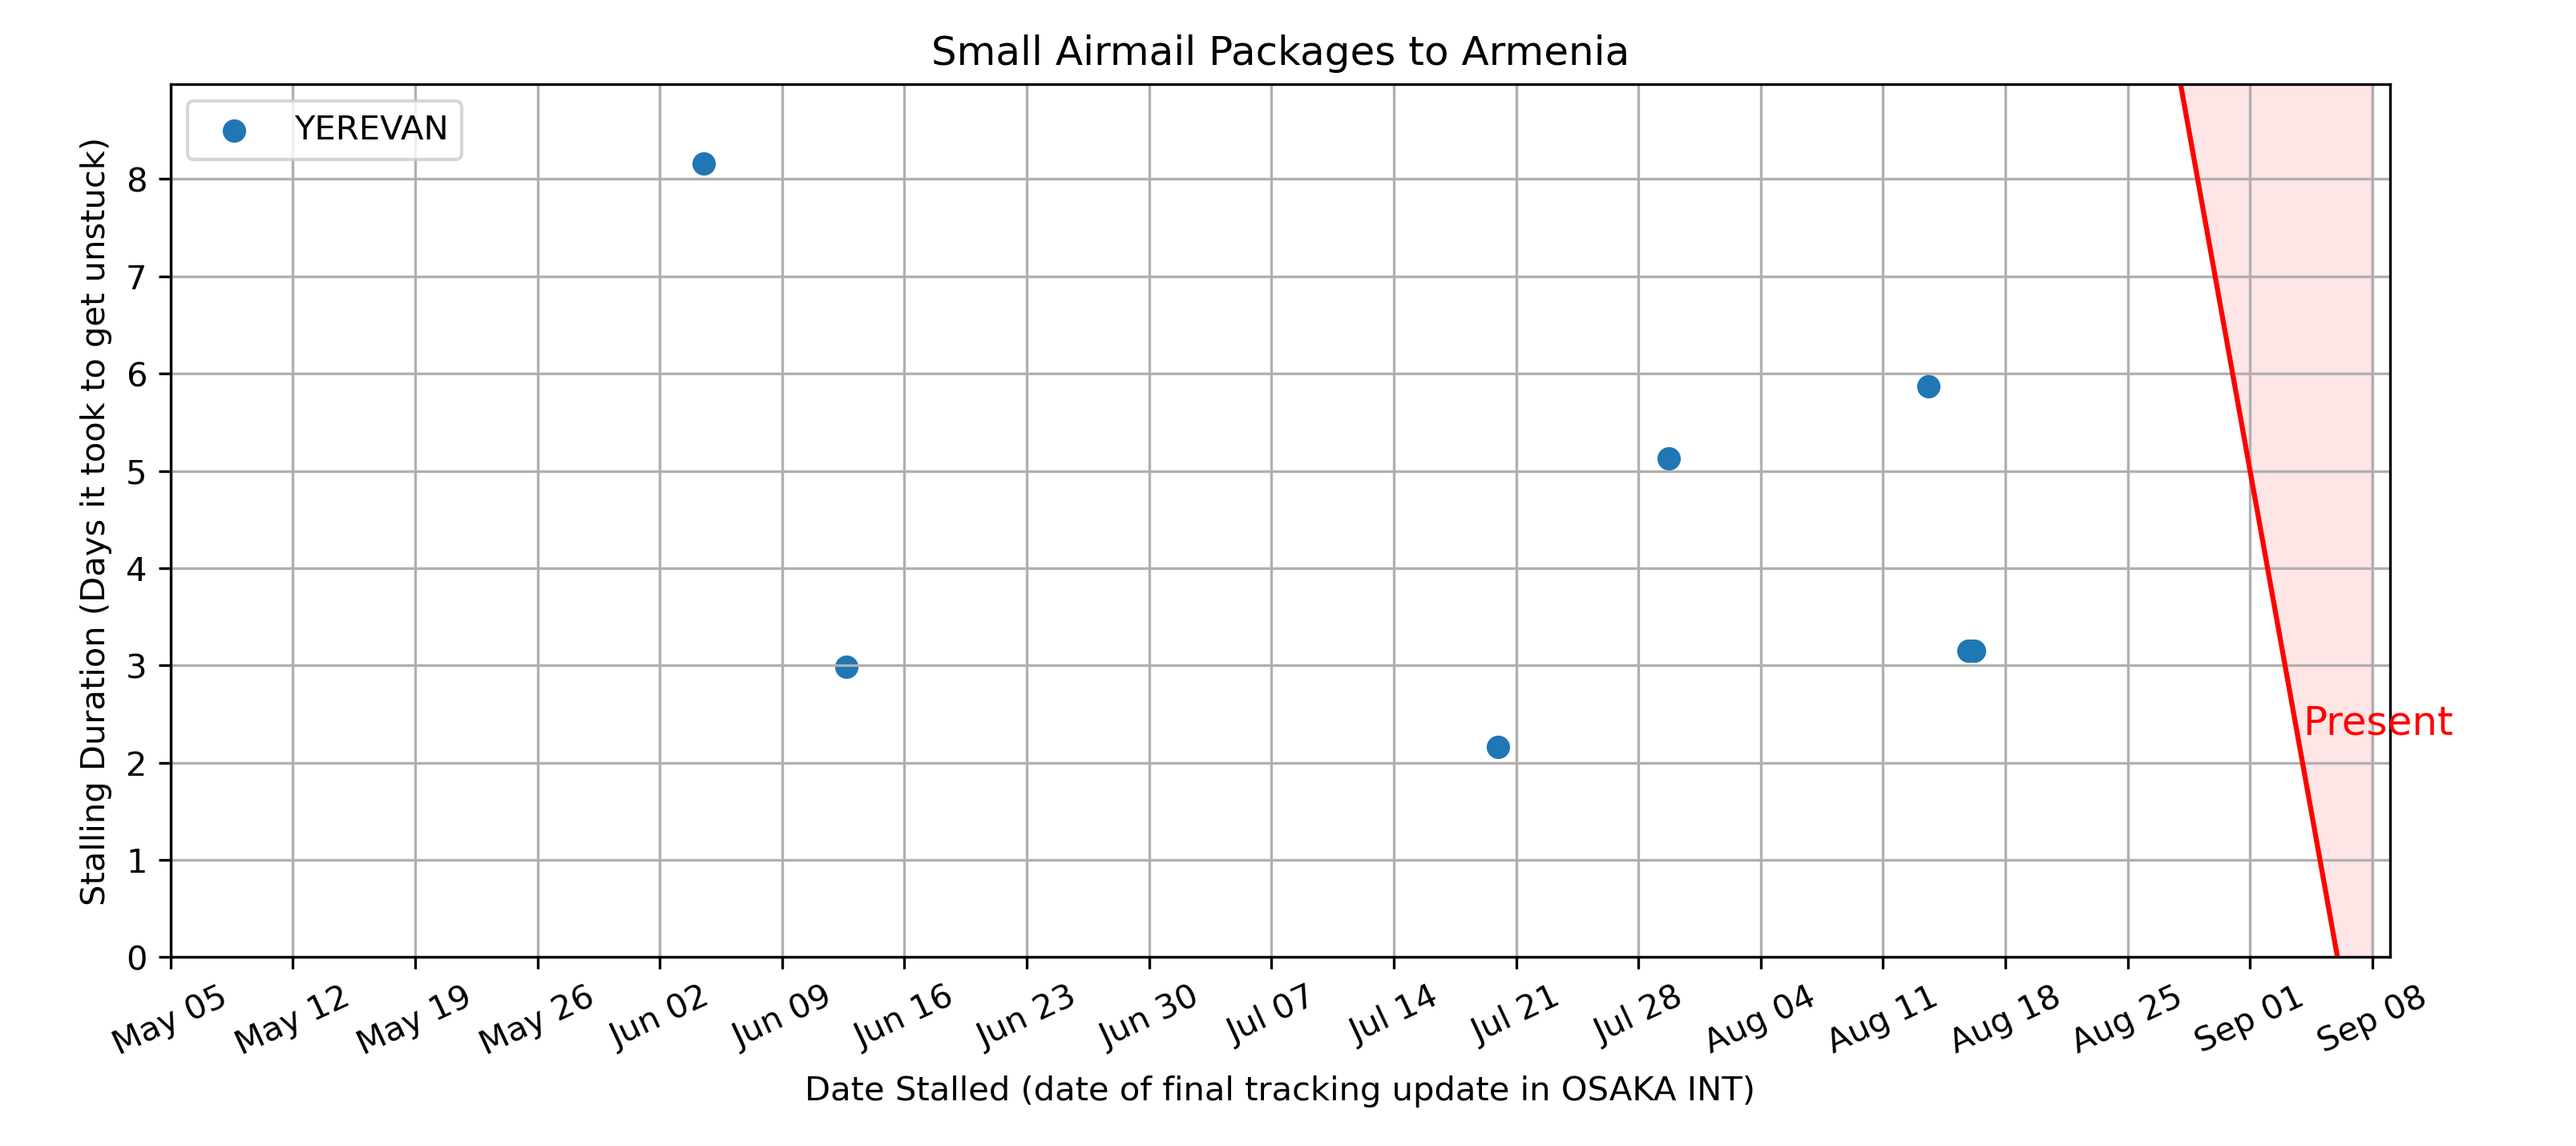 Small Airmail Packages to Armenia
YEREVAN
Stalling Duration (Days it took to get unstuck)
8
7
6
5
4
3
2
1
0
Present
May 05
May 12
May 19
May 26
Jun 02
Jun 09
Jun 16
Jun 23
Jun 30
Jul 07
Jul 14
Jul 21
Jul 28
Aug 04
Aug 11
Aug 18
Aug 25
Sep 01
Sep 08
Date Stalled (date of final tracking update in OSAKA INT)